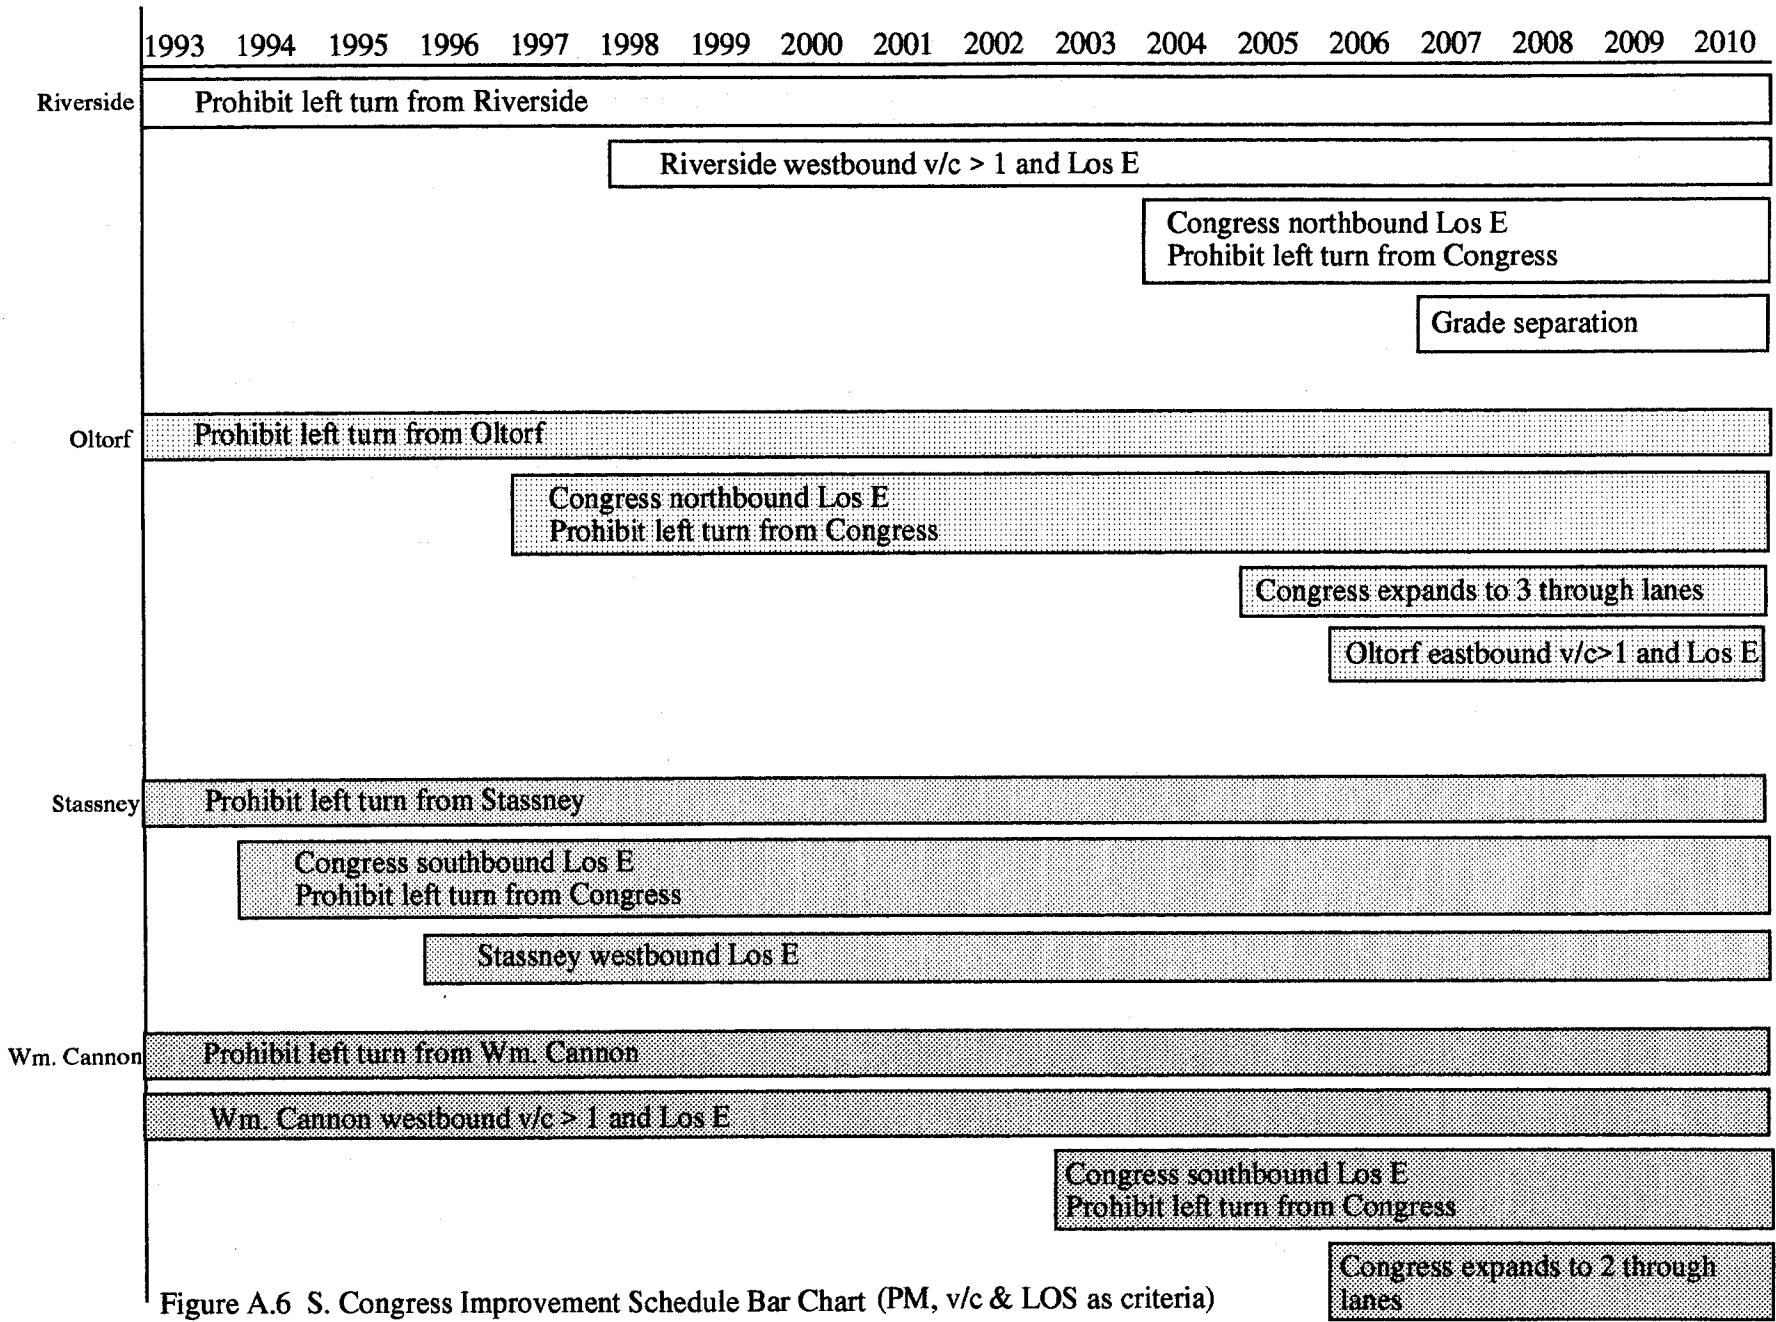 1993 1994 1995 1996 1997 1998 1999 2000 2001 2002 2003 2004 2005 2006 2007 2008 2009 2010
Riverside
Prohibit left turn from Riverside
Riverside westbound v/c > 1 and Los E
Congress northbound Los E
Prohibit left turn from Congress
Grade separation
Oltorf
Prohibit left turn from Oltorf
Congress northbound Los E
Prohibit left turn from Congress
Congress expands to 3 through lanes
Oltorf eastbound v/c>1 and Los E
Stassney
Prohibit left turn from Stassney
Congress southbound Los E
Prohibit left turn from Congress
Stassney westbound Los E
Wm. Cannon
Prohibit left turn from Wm. Cannon
Wm. Cannon westbound v/c > 1 and Los E
Congress southbound Los E
Prohibit left turn from Congress
Congress expands to 2 through
lanes
Figure A.6 S. Congress Improvement Schedule Bar Chart (PM, v/c & LOS as criteria)